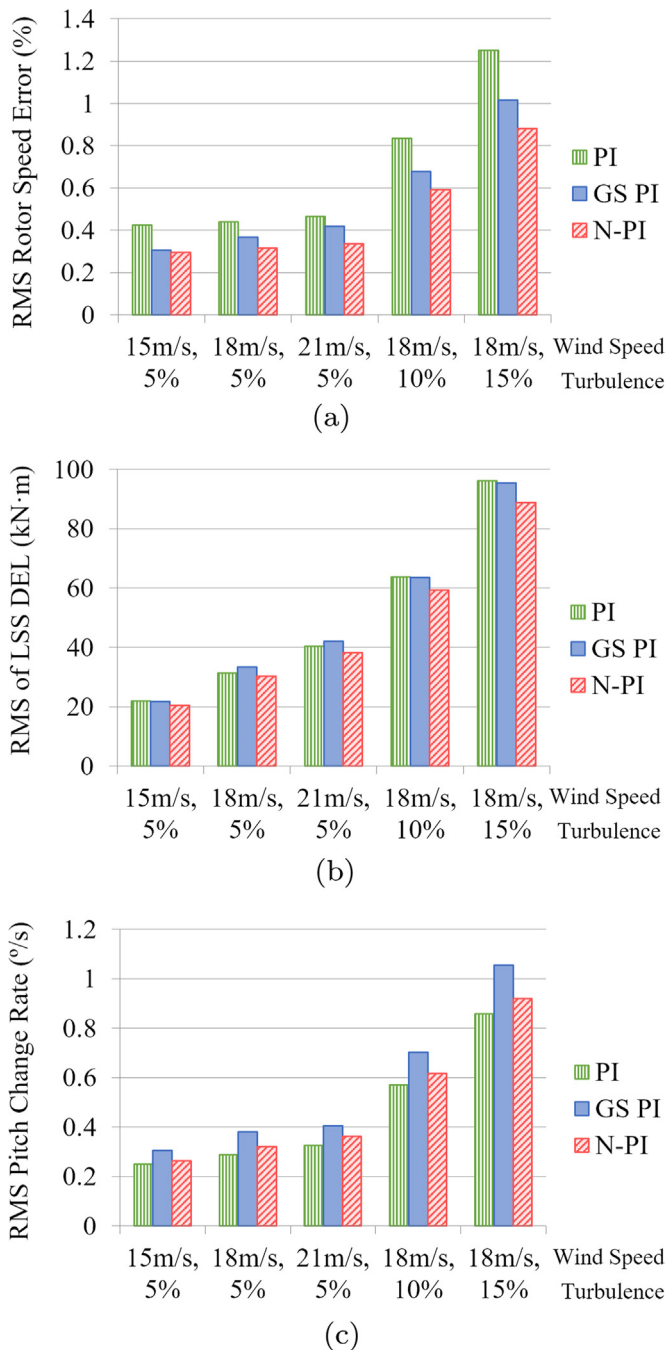 RMS Rotor Speed Error (%)
1.4
1.2
1
0.8
0.6
0.4
0.2
0
PI
GS PI
N-PI
15m/s, 18m/s, 21m/s, 18m/s, 18m/s, Wind Speed
5% 5% 5% 10% 15% Turbulence
(a)
RMS of LSS DEL (kN·m)
100
80
60
40
20
0
PI
GS PI
N-PI
15m/s, 18m/s, 21m/s, 18m/s, 18m/s, Wind Speed
5% 5% 5% 10% 15% Turbulence
(b)
RMS Pitch Change Rate (º/s)
1.2
1
0.8
0.6
0.4
0.2
0
PI
GS PI
N-PI
15m/s, 18m/s, 21m/s, 18m/s, 18m/s, Wind Speed
5% 5% 5% 10% 15% Turbulence
(c)